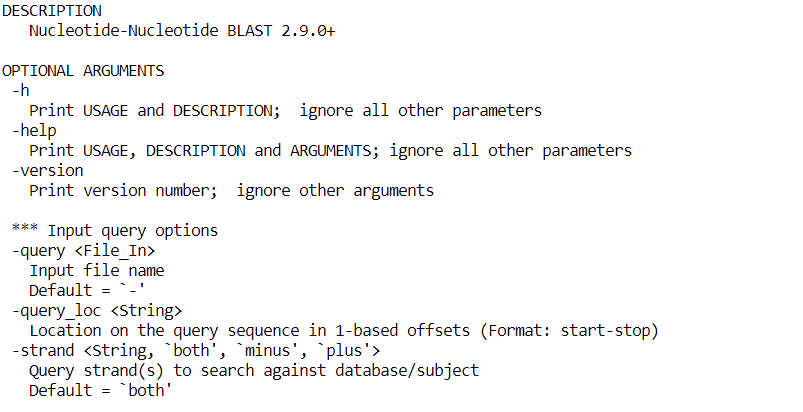 DESCRIPTION
Nucleotide-Nucleotide BLAST 2.9.0+
OPTIONAL ARGUMENTS
-h
Print USAGE and DESCRIPTION;  ignore all other parameters
-help
Print USAGE, DESCRIPTION and ARGUMENTS; ignore all other parameters
-version
Print version number;  ignore other arguments
*** Input query options
-query <File_In>
Input file name
Default = `-'
-query_loc <String>
Location on the query sequence in 1-based offsets (Format: start-stop)
-strand <String, `both', `minus', `plus'>
Query strand(s) to search against database/subject
Default = `both'